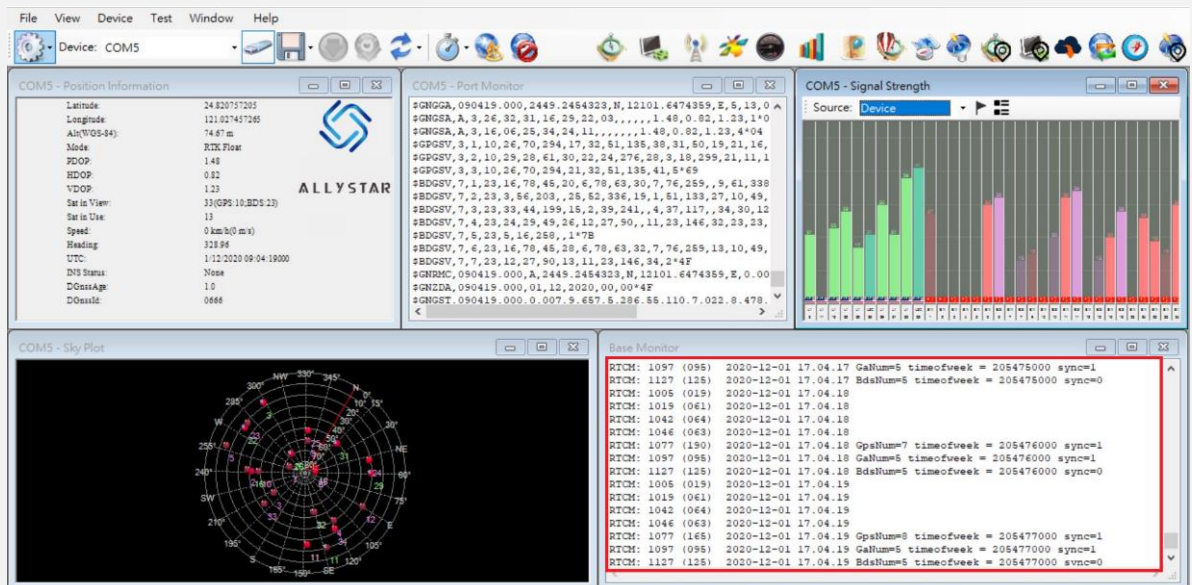 File View Device Test Window Help
Device: COM5
COM5 - Position Information
Latitude: 24.820757205
Longitude: 121.027457265
Alt(WGS-84): 74.67 m
Mode: RTK Float
PDOP: 1.48
HDOP: 0.82
VDOP: 1.23
Sat in View: 33(GPS:10;BDS:23)
Sat in Use: 13
Speed: 0 km/h(0 m/s)
Heading: 328.96
UTC: 1/12/2020 09:04:19000
INS Status: None
DGnssAge: 1.0
DGnssId: 0666
ALLYSTAR
COM5 - Port Monitor
$GNGGA,090419.000,2449.2454323,N,12101.6474359,E,5,13,0
$GNGSA,A,3,26,32,31,16,29,22,03,,,,,,1.48,0.82,1.23,1*0
$GNGSA,A,3,16,06,25,34,24,11,,,,,,,1.48,0.82,1.23,4*04
$GPGSV,3,1,10,26,70,294,17,32,51,135,38,31,50,19,21,16,
$GPGSV,3,2,10,29,28,61,30,22,24,276,28,3,18,299,21,11,1
$GPGSV,3,3,10,26,70,294,21,32,51,135,41,5*69
$BDGSV,7,1,23,16,78,45,20,6,78,63,30,7,76,259,,9,61,338
$BDGSV,7,2,23,3,56,203,,25,52,336,19,1,51,133,27,10,49,
$BDGSV,7,3,23,33,44,199,15,2,39,241,,4,37,117,,34,30,12
$BDGSV,7,4,23,24,29,49,26,12,27,90,,11,23,146,32,23,23,
$BDGSV,7,5,23,5,16,258,,1*7B
$BDGSV,7,6,23,16,78,45,28,6,78,63,32,7,76,259,13,10,49,
$BDGSV,7,7,23,12,27,90,13,11,23,146,34,2*4F
$GNRMC,090419.000,A,2449.2454323,N,12101.6474359,E,0.00
$GNZDA,090419.000,01,12,2020,00,00*4F
$GNGST,090419.000,0.007,9.657,5.286,55.110,7.022,8.478,
COM5 - Signal Strength
Source: Device
COM5 - Sky Plot
NW 330° 345° N
300° 285° W 255° 240° SW 210° 195° S 165° 150° SE 120° 105° E 75° 60° NE 30° 15°
Base Monitor
RTCM: 1097 (095) 2020-12-01 17.04.17 GaNum=5 timeofweek = 205475000 sync=1
RTCM: 1127 (125) 2020-12-01 17.04.17 BdsNum=5 timeofweek = 205475000 sync=0
RTCM: 1005 (019) 2020-12-01 17.04.18
RTCM: 1019 (061) 2020-12-01 17.04.18
RTCM: 1042 (064) 2020-12-01 17.04.18
RTCM: 1046 (063) 2020-12-01 17.04.18
RTCM: 1077 (190) 2020-12-01 17.04.18 GpsNum=7 timeofweek = 205476000 sync=1
RTCM: 1097 (095) 2020-12-01 17.04.18 GaNum=5 timeofweek = 205476000 sync=1
RTCM: 1127 (125) 2020-12-01 17.04.18 BdsNum=5 timeofweek = 205476000 sync=0
RTCM: 1005 (019) 2020-12-01 17.04.19
RTCM: 1019 (061) 2020-12-01 17.04.19
RTCM: 1042 (064) 2020-12-01 17.04.19
RTCM: 1046 (063) 2020-12-01 17.04.19
RTCM: 1077 (165) 2020-12-01 17.04.19 GpsNum=8 timeofweek = 205477000 sync=1
RTCM: 1097 (095) 2020-12-01 17.04.19 GaNum=5 timeofweek = 205477000 sync=1
RTCM: 1127 (125) 2020-12-01 17.04.19 BdsNum=5 timeofweek = 205477000 sync=0